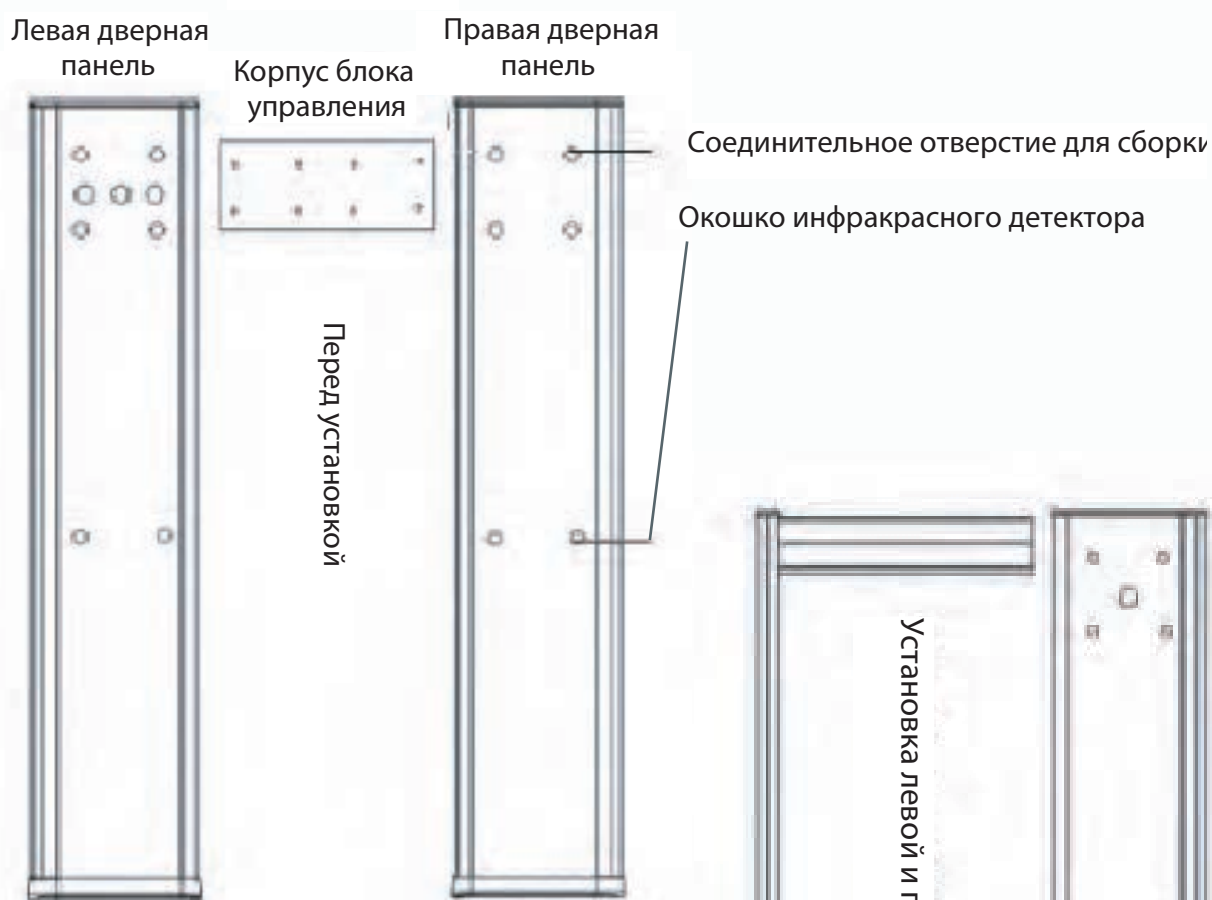 Левая дверная
панель
Корпус блока
управления
Правая дверная
панель
Соединительное отверстие для сборки
Окошко инфракрасного детектора
Перед установкой
Установка левой и